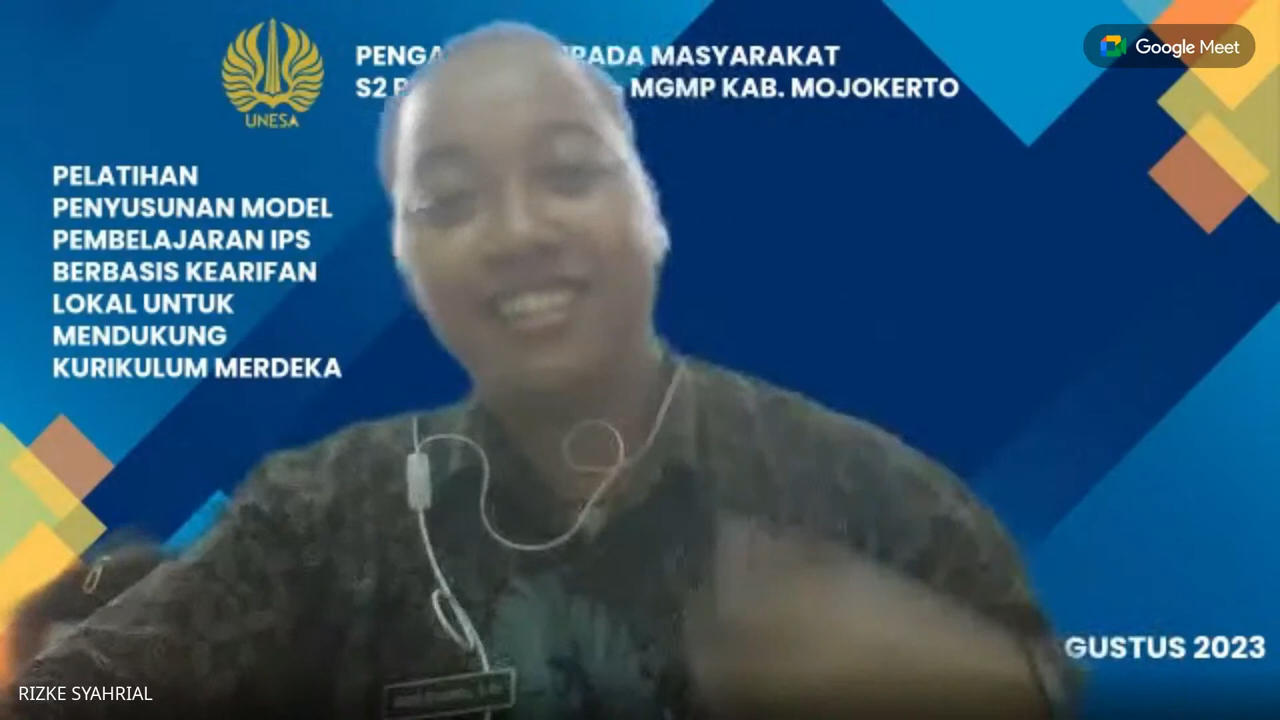 UNESA
PENGA RADA MASYARAKAT
S2 P - MGMP KAB. MOJOKERTO
Google Meet
PELATIHAN
PENYUSUNAN MODEL
PEMBELAJARAN IPS
BERBASIS KEARIFAN
LOKAL UNTUK
MENDUKUNG
KURIKULUM MERDEKA
GUSTUS 2023
RIZKE SYAHRIAL